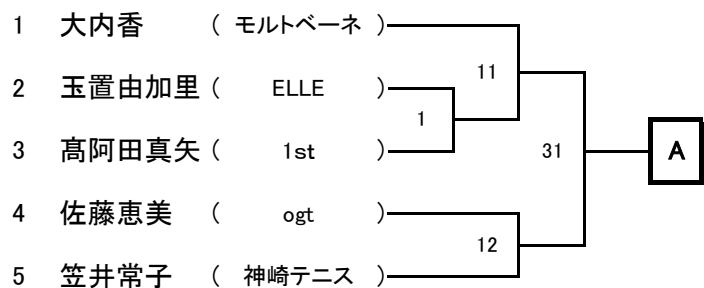 1 大内香 ( モルトベーネ )
11
2 玉置由加里 ( ELLE )
1
3 髙阿田真矢 ( 1st )
31
A
4 佐藤恵美 ( ogt )
12
5 笠井常子 ( 神崎テニス )